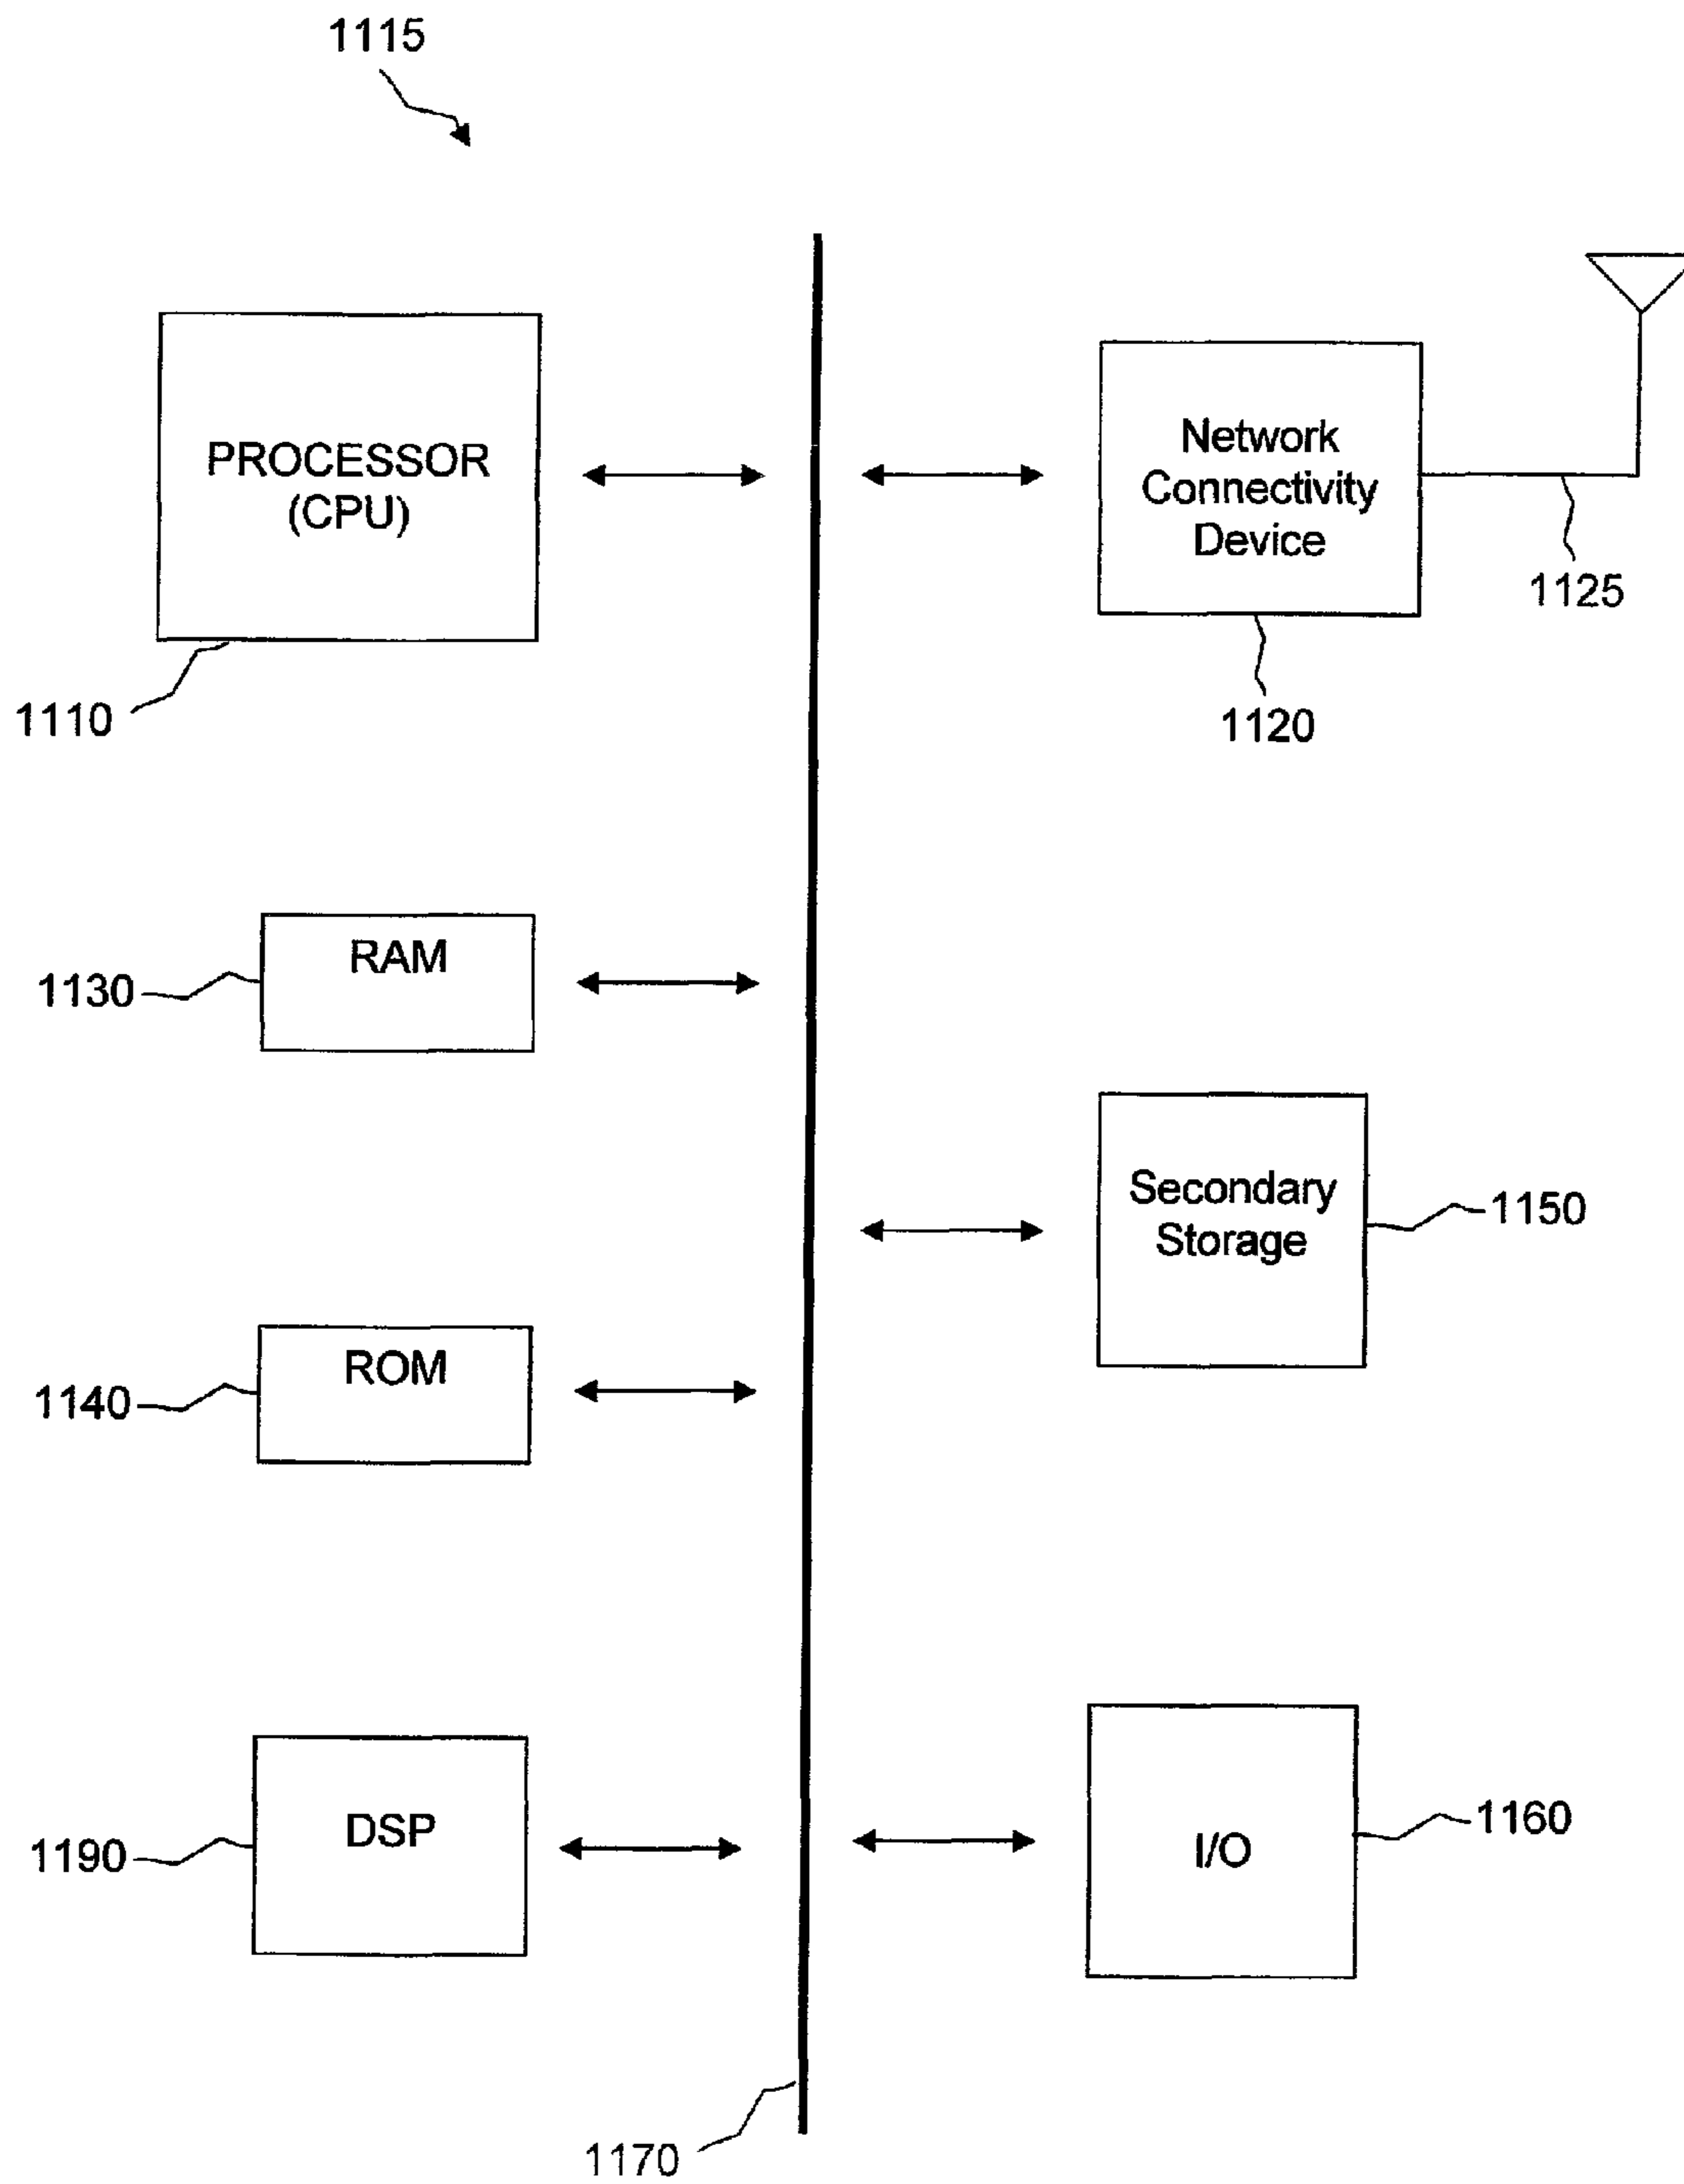 1115
PROCESSOR
(CPU)
1110
Network
Connectivity
Device
1125
1120
RAM
1130
Secondary
Storage
1150
ROM
1140
DSP
1190
I/O
1160
1170